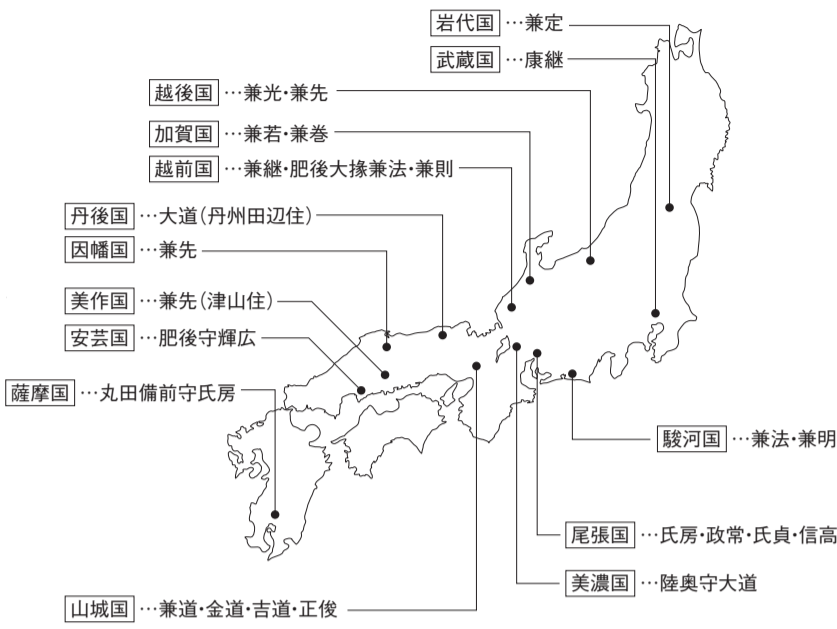 岩代国…兼定
武蔵国…康継
越後国…兼光・兼先
加賀国…兼若・兼巻
越前国…兼継・肥後大掾兼法・兼則
丹後国…大道（丹州田辺住）
因幡国…兼先
美作国…兼先（津山住）
安芸国…肥後守輝広
薩摩国…丸田備前守氏房
駿河国…兼法・兼明
尾張国…氏房・政常・氏貞・信高
美濃国…陸奥守大道
山城国…兼道・金道・吉道・正俊